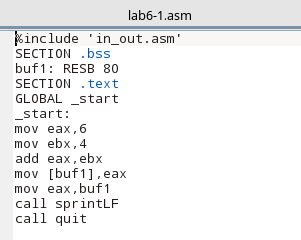 lab6-1.asm
%include 'in_out.asm'
SECTION .bss
buf1: RESB 80
SECTION .text
GLOBAL _start
_start:
mov eax,6
mov ebx,4
add eax,ebx
mov [buf1],eax
mov eax,buf1
call sprintLF
call quit